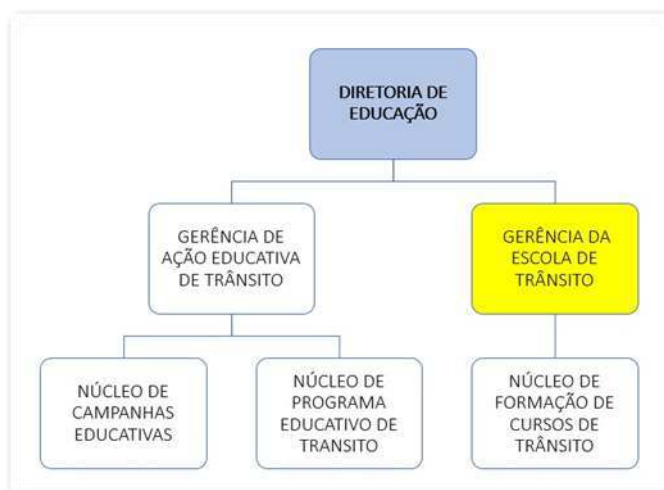 DIRETORIA DE
EDUCAÇÃO
GERÊNCIA DE
AÇÃO EDUCATIVA
DE TRÂNSITO
GERÊNCIA DA
ESCOLA DE
TRÂNSITO
NÚCLEO DE
CAMPANHAS
EDUCATIVAS
NÚCLEO DE
PROGRAMA
EDUCATIVO DE
TRANSITO
NÚCLEO DE
FORMAÇÃO DE
CURSOS DE
TRÂNSITO